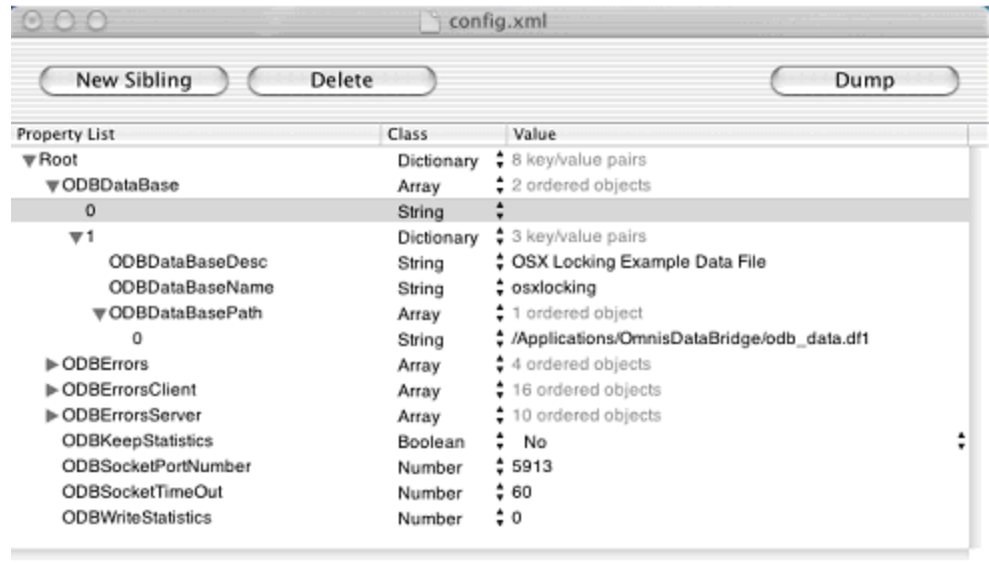 config.xml
New Sibling Delete Dump
Property List Class Value
Root Dictionary 8 key/value pairs
ODBDataBase Array 2 ordered objects
0 String
1 Dictionary 3 key/value pairs
ODBDataBaseDesc String OSX Locking Example Data File
ODBDataBaseName String osxlocking
ODBDataBasePath Array 1 ordered object
0 String /Applications/OmnisDataBridge/odb_data.df1
ODBErrors Array 4 ordered objects
ODBErrorsClient Array 16 ordered objects
ODBErrorsServer Array 10 ordered objects
ODBKeepStatistics Boolean No
ODBSocketPortNumber Number 5913
ODBSocketTimeOut Number 60
ODBWriteStatistics Number 0